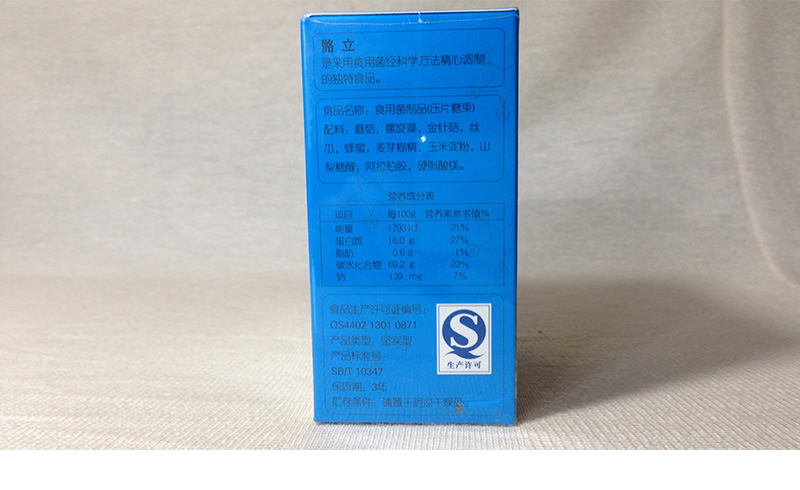 骼立
是采用食用菌经科学方法精心调制
的独特食品。
食品名称：食用菌制品(压片糖果)
配料：蘑菇，螺旋藻，金针菇，丝
瓜，蜂蜜，麦芽糊精，玉米淀粉，山
梨糖醇，阿拉伯胶，硬脂酸镁。
营养成分表
项目 每100g 营养素参考值%
能量 1793KJ 21%
蛋白质 16.0 g 27%
脂肪 0.6 g 1%
碳水化合物 69.2 g 23%
钠 139 mg 7%
食品生产许可证编号：
QS4402 1301 0871
产品类型：坚实型
产品标准号：
SB/T 10347
保质期：3年
贮存条件：请置于阴凉干燥处
QS
生产许可